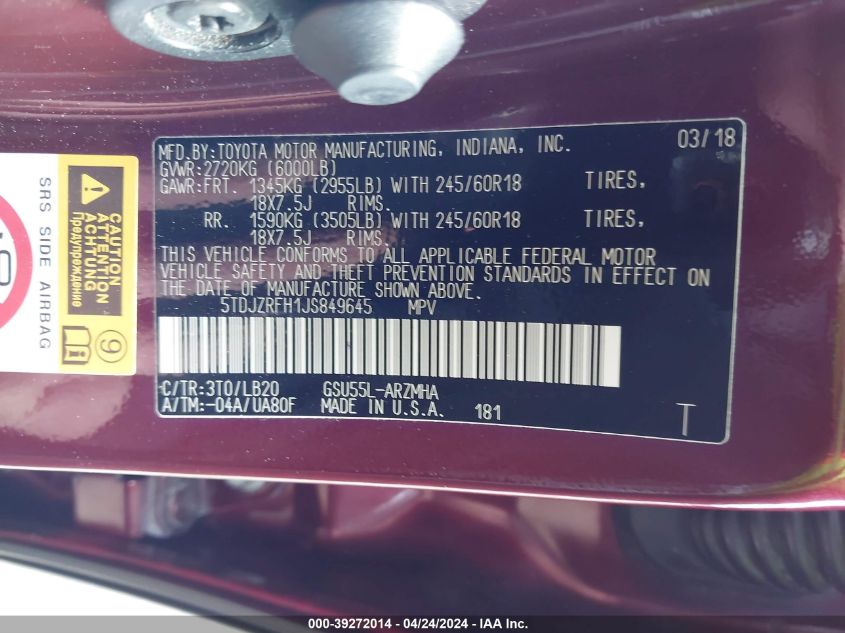 MFD.BY:TOYOTA MOTOR MANUFACTURING, INDIANA, INC. 03/18
GVWR:2720KG (6000LB)
GAWR:FRT. 1345KG (2955LB) WITH 245/60R18 TIRES,
18X7.5J RIMS.
RR. 1590KG (3505LB) WITH 245/60R18 TIRES,
18X7.5J RIMS.
THIS VEHICLE CONFORMS TO ALL APPLICABLE FEDERAL MOTOR
VEHICLE SAFETY AND THEFT PREVENTION STANDARDS IN EFFECT ON
THE DATE OF MANUFACTURE SHOWN ABOVE.
5TDJZRFH1JS849645 MPV
C/TR:3T0/LB20 GSU55L-ARZMHA
A/TM:-04A/UA80F MADE IN U.S.A. 181 T
SRS SIDE AIRBAG
CAUTION
ATTENTION
ACHTUNG
Предупреждение
9
000-39272014 - 04/24/2024 - IAAI.com